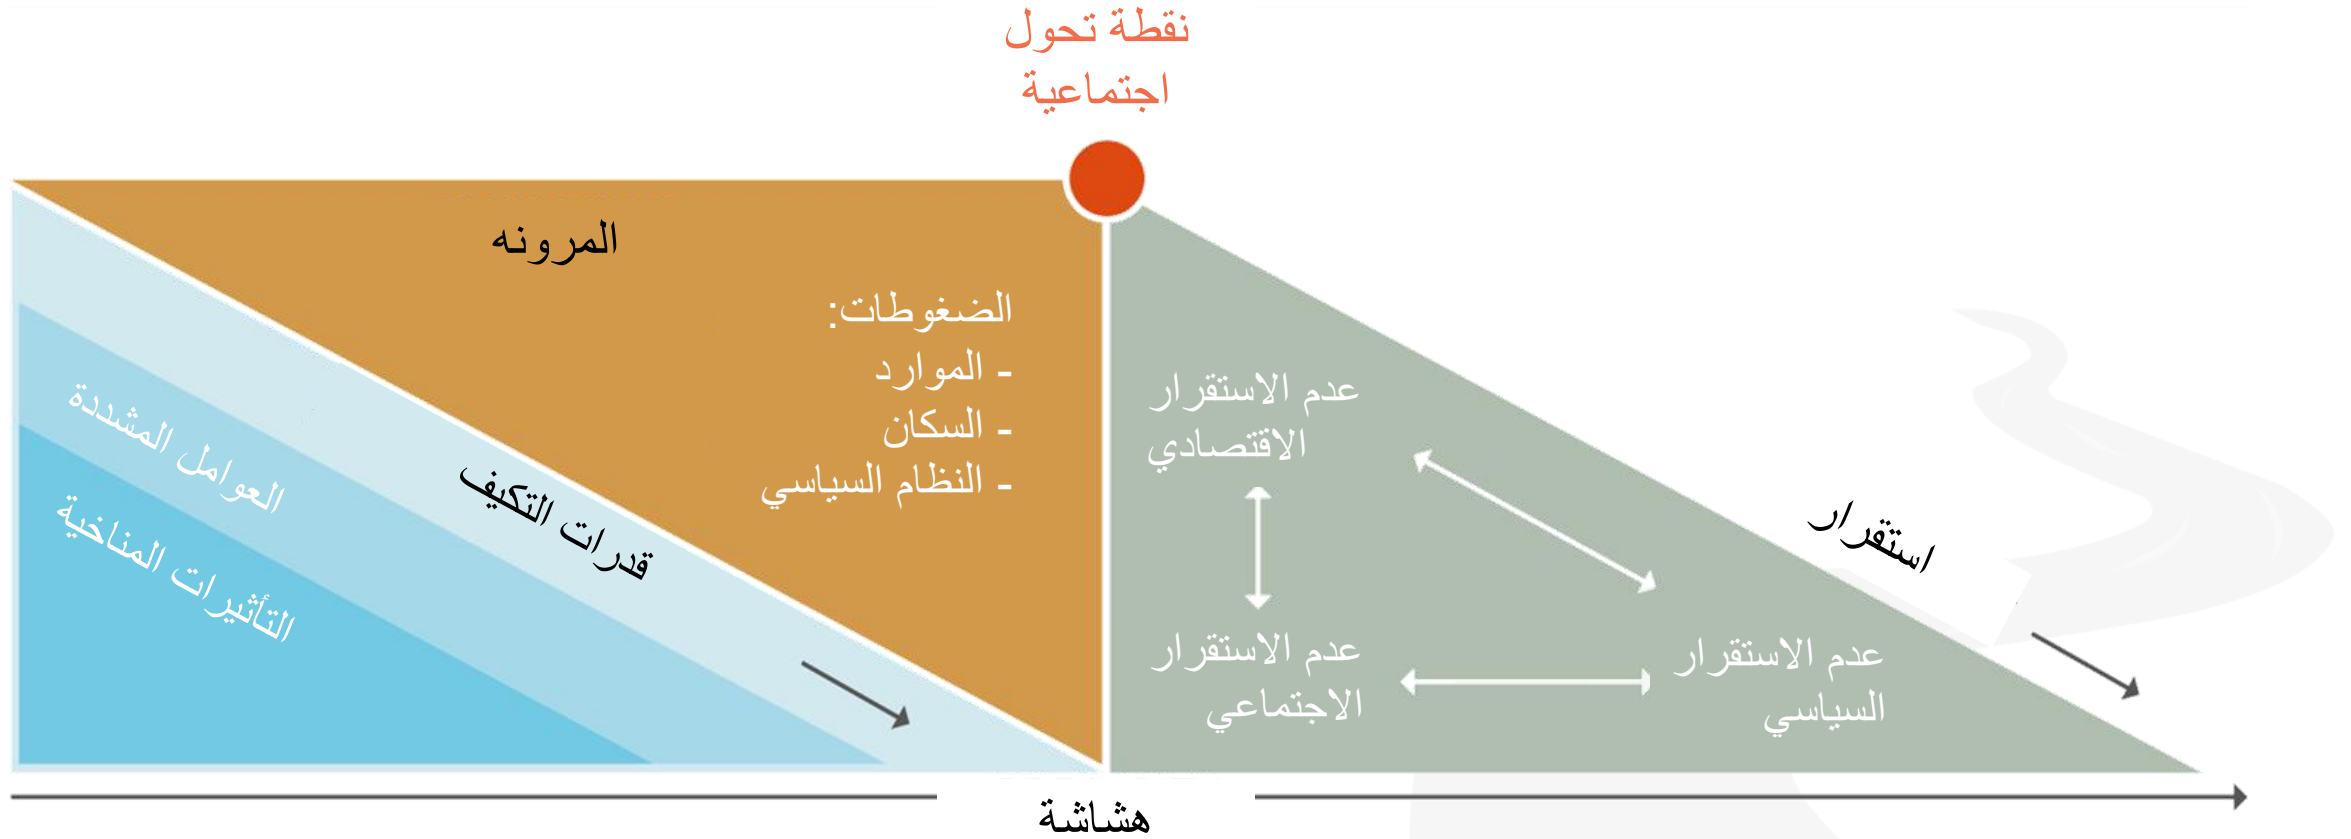 نقطة تحول
اجتماعية
المرونه
الضغوطات:
- الموارد
- السكان
- النظام السياسي
العوامل المشددة
التأثيرات المناخية
قدرات التكيف
عدم الاستقرار
الاقتصادي
عدم الاستقرار
الاجتماعي
عدم الاستقرار
السياسي
استقرار
هشاشة